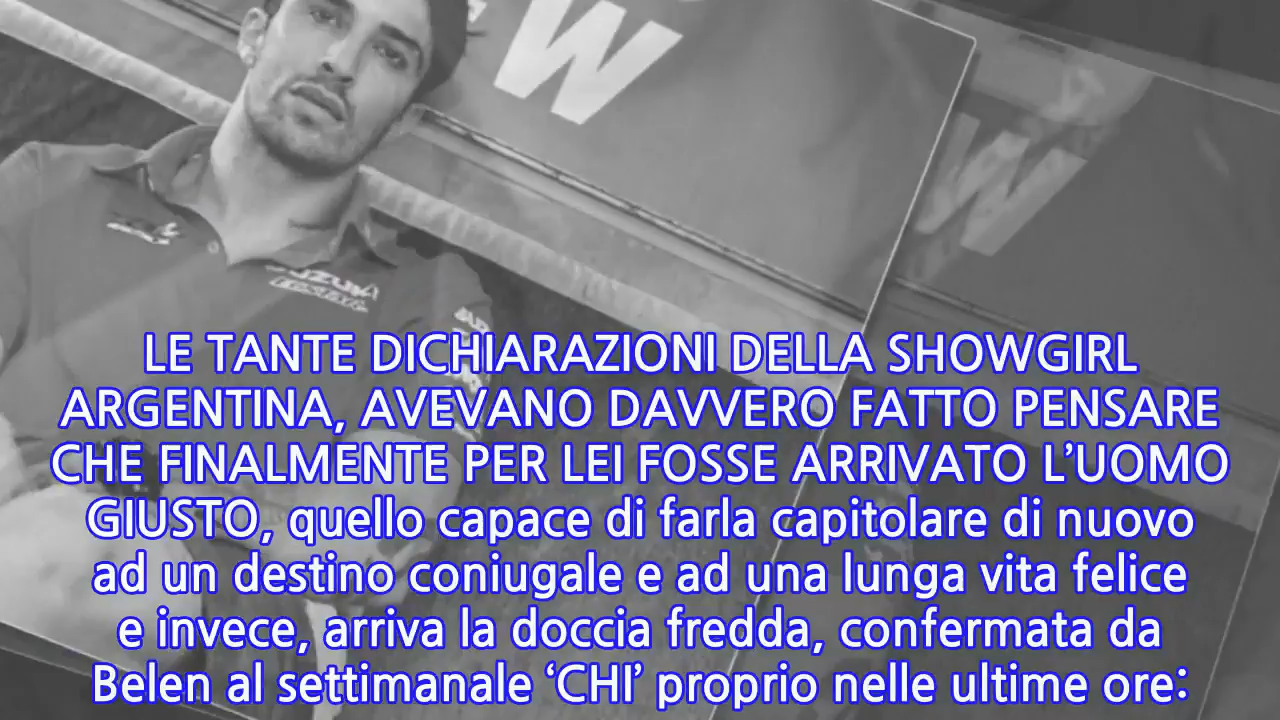 W
W
SUZUKI
LE TANTE DICHIARAZIONI DELLA SHOWGIRL
ARGENTINA, AVEVANO DAVVERO FATTO PENSARE
CHE FINALMENTE PER LEI FOSSE ARRIVATO L’UOMO
GIUSTO, quello capace di farla capitolare di nuovo
ad un destino coniugale e ad una lunga vita felice
e invece, arriva la doccia fredda, confermata da
Belen al settimanale ‘CHI’ proprio nelle ultime ore: